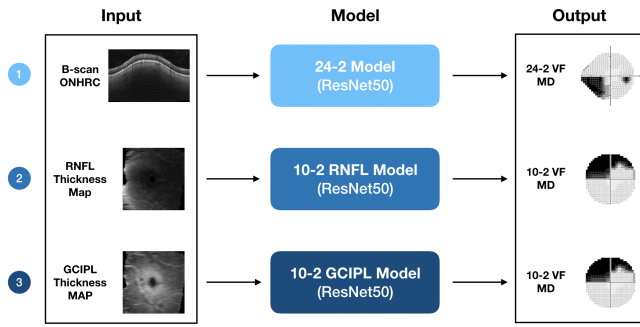 Input
Model
Output
1
B-scan
ONHRC
24-2 Model
(ResNet50)
24-2 VF
MD
2
RNFL
Thickness
Map
10-2 RNFL Model
(ResNet50)
10-2 VF
MD
3
GCIPL
Thickness
MAP
10-2 GCIPL Model
(ResNet50)
10-2 VF
MD